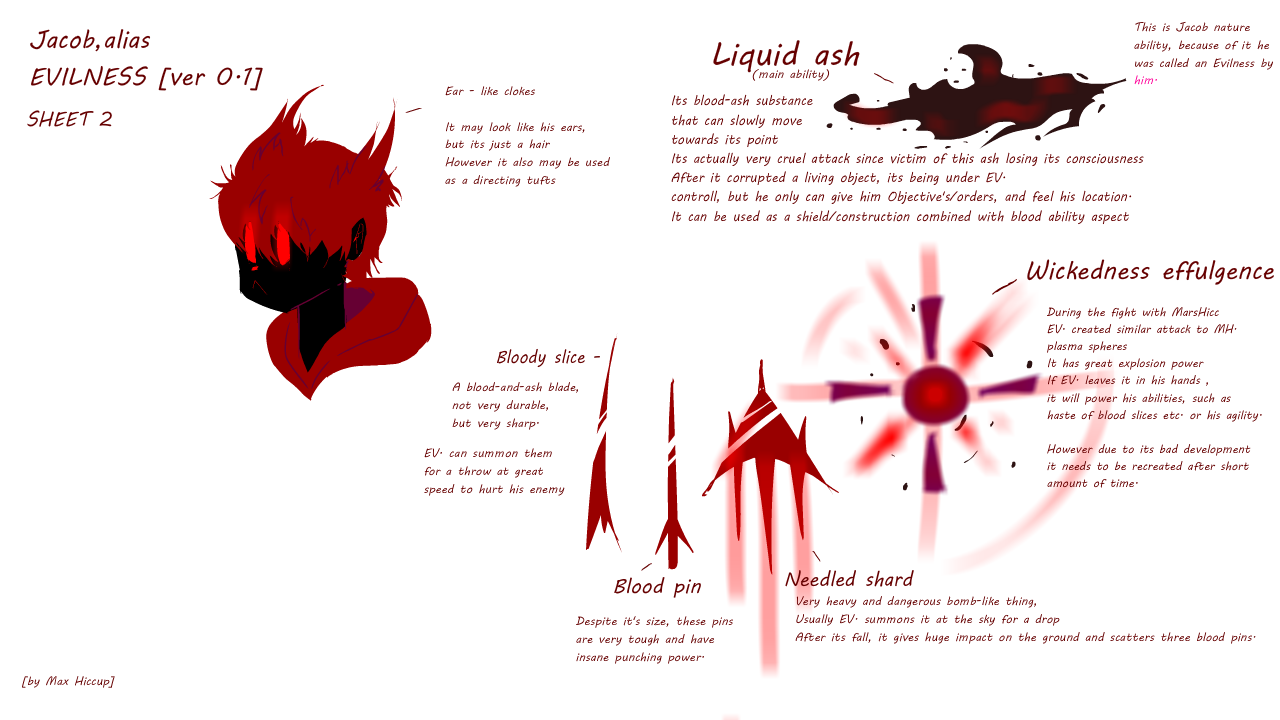 Jacob,alias
EVILNESS [ver 0.1]
SHEET 2
Ear - like clokes
It may look like his ears,
but its just a hair
However it also may be used
as a directing tufts
Liquid ash
(main ability)
This is Jacob nature
ability, because of it he
was called an Evilness by
him.
Its blood-ash substance
that can slowly move
towards its point
Its actually very cruel attack since victim of this ash losing its consciousness
After it corrupted a living object, its being under EV.
controll, but he only can give him Objective's/orders, and feel his location.
It can be used as a shield/construction combined with blood ability aspect
Wickedness effulgence
During the fight with MarsHicc
EV. created similar attack to MH.
plasma spheres
It has great explosion power
If EV. leaves it in his hands ,
it will power his abilities, such as
haste of blood slices etc. or his agility.
However due to its bad development
it needs to be recreated after short
amount of time.
Bloody slice -
A blood-and-ash blade,
not very durable,
but very sharp.
EV. can summon them
for a throw at great
speed to hurt his enemy
Blood pin
Despite it's size, these pins
are very tough and have
insane punching power.
Needled shard
Very heavy and dangerous bomb-like thing,
Usually EV. summons it at the sky for a drop
After its fall, it gives huge impact on the ground and scatters three blood pins.
[by Max Hiccup]